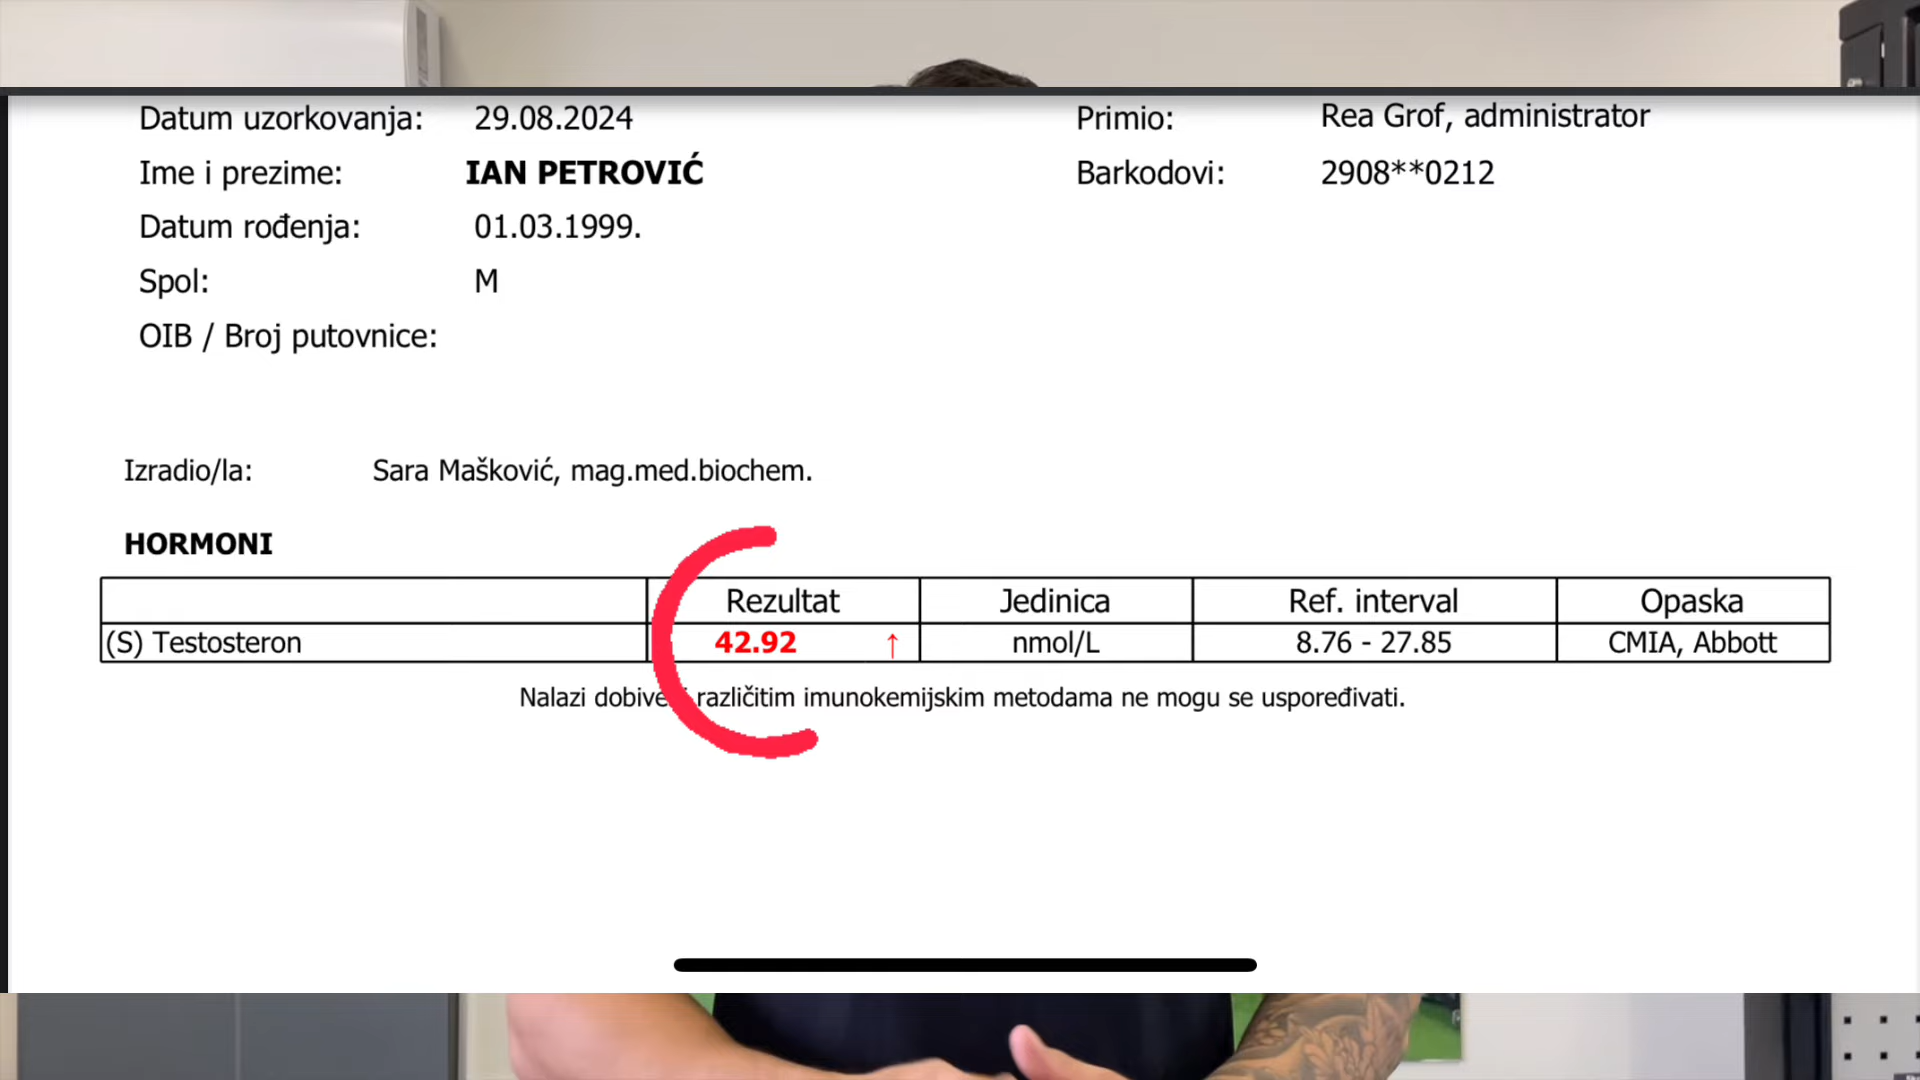 Datum uzorkovanja: 29.08.2024 Primio: Rea Grof, administrator
Ime i prezime: IAN PETROVIĆ Barkodovi: 2908**0212
Datum rođenja: 01.03.1999.
Spol: M
OIB / Broj putovnice:
Izradio/la: Sara Mašković, mag.med.biochem.
HORMONI
Rezultat Jedinica Ref. interval Opaska
(S) Testosteron 42.92 ↑ nmol/L 8.76 - 27.85 CMIA, Abbott
Nalazi različitim imunokemijskim metodama ne mogu se uspoređivati.